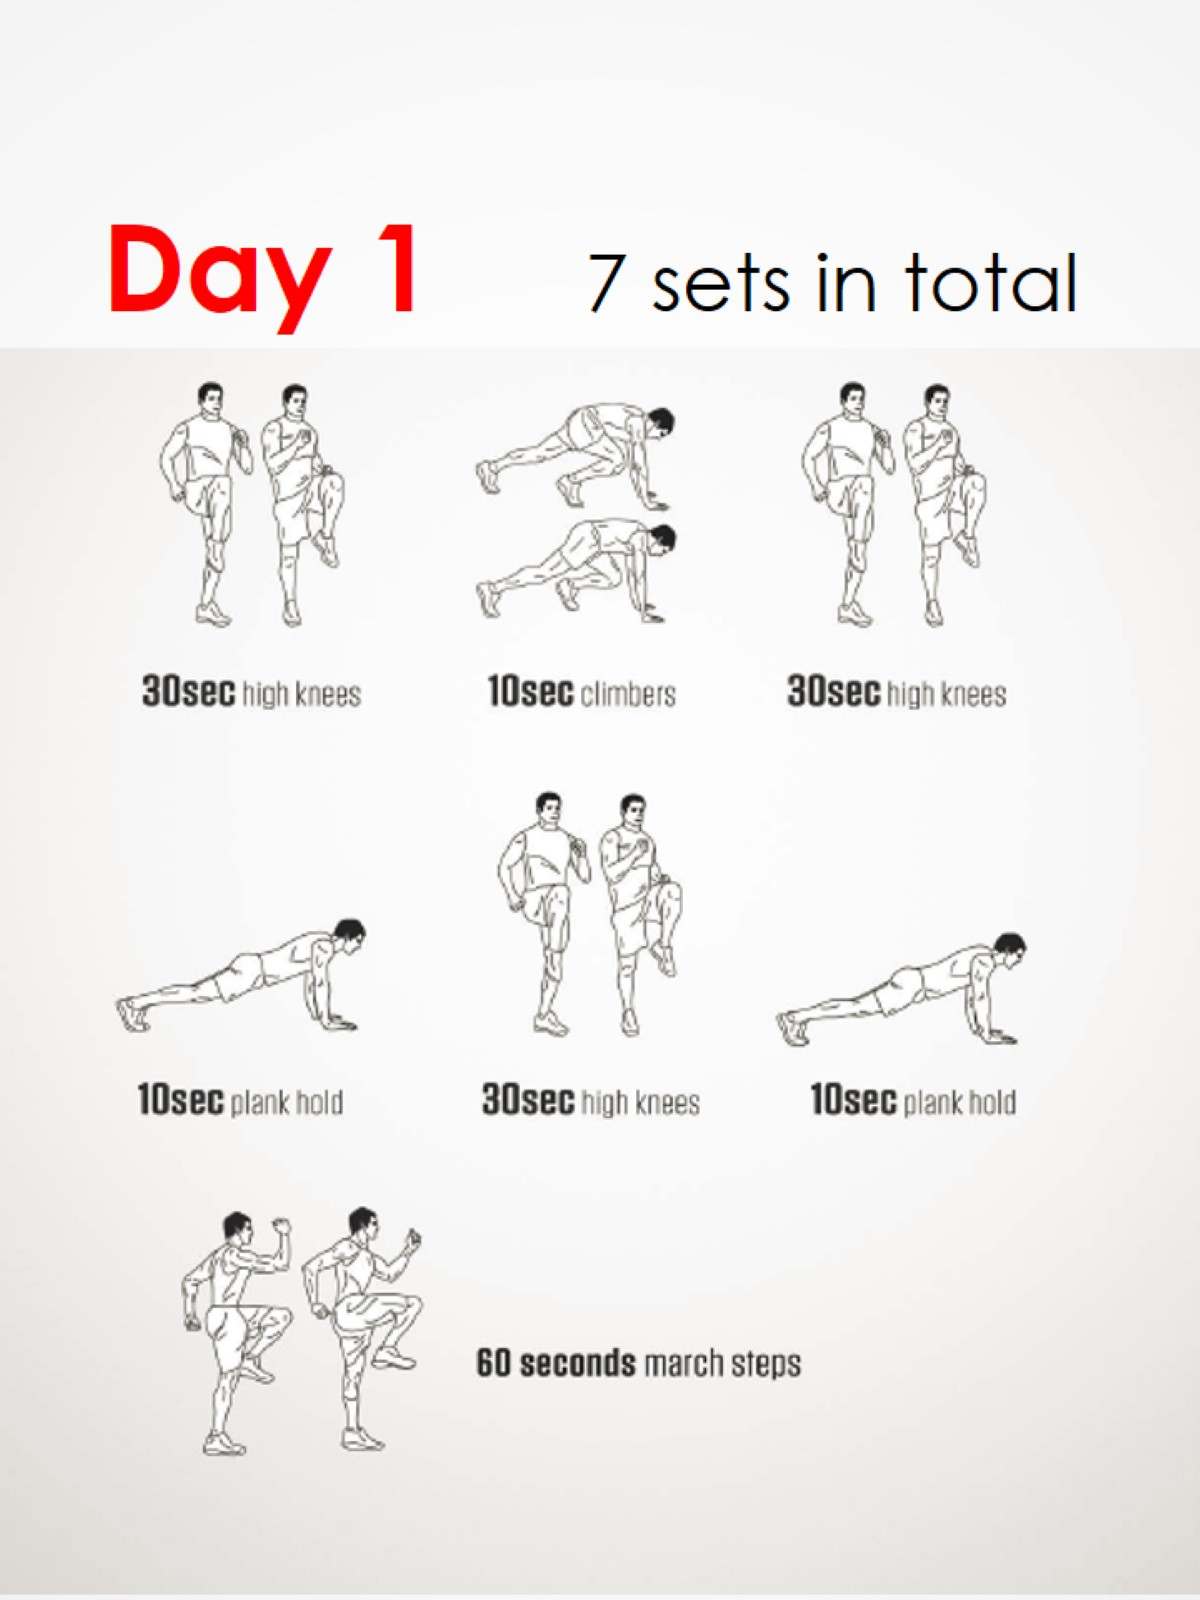 Day 1
7 sets in total
30sec high knees
10sec climbers
30sec high knees
10sec plank hold
30sec high knees
10sec plank hold
60 seconds march steps